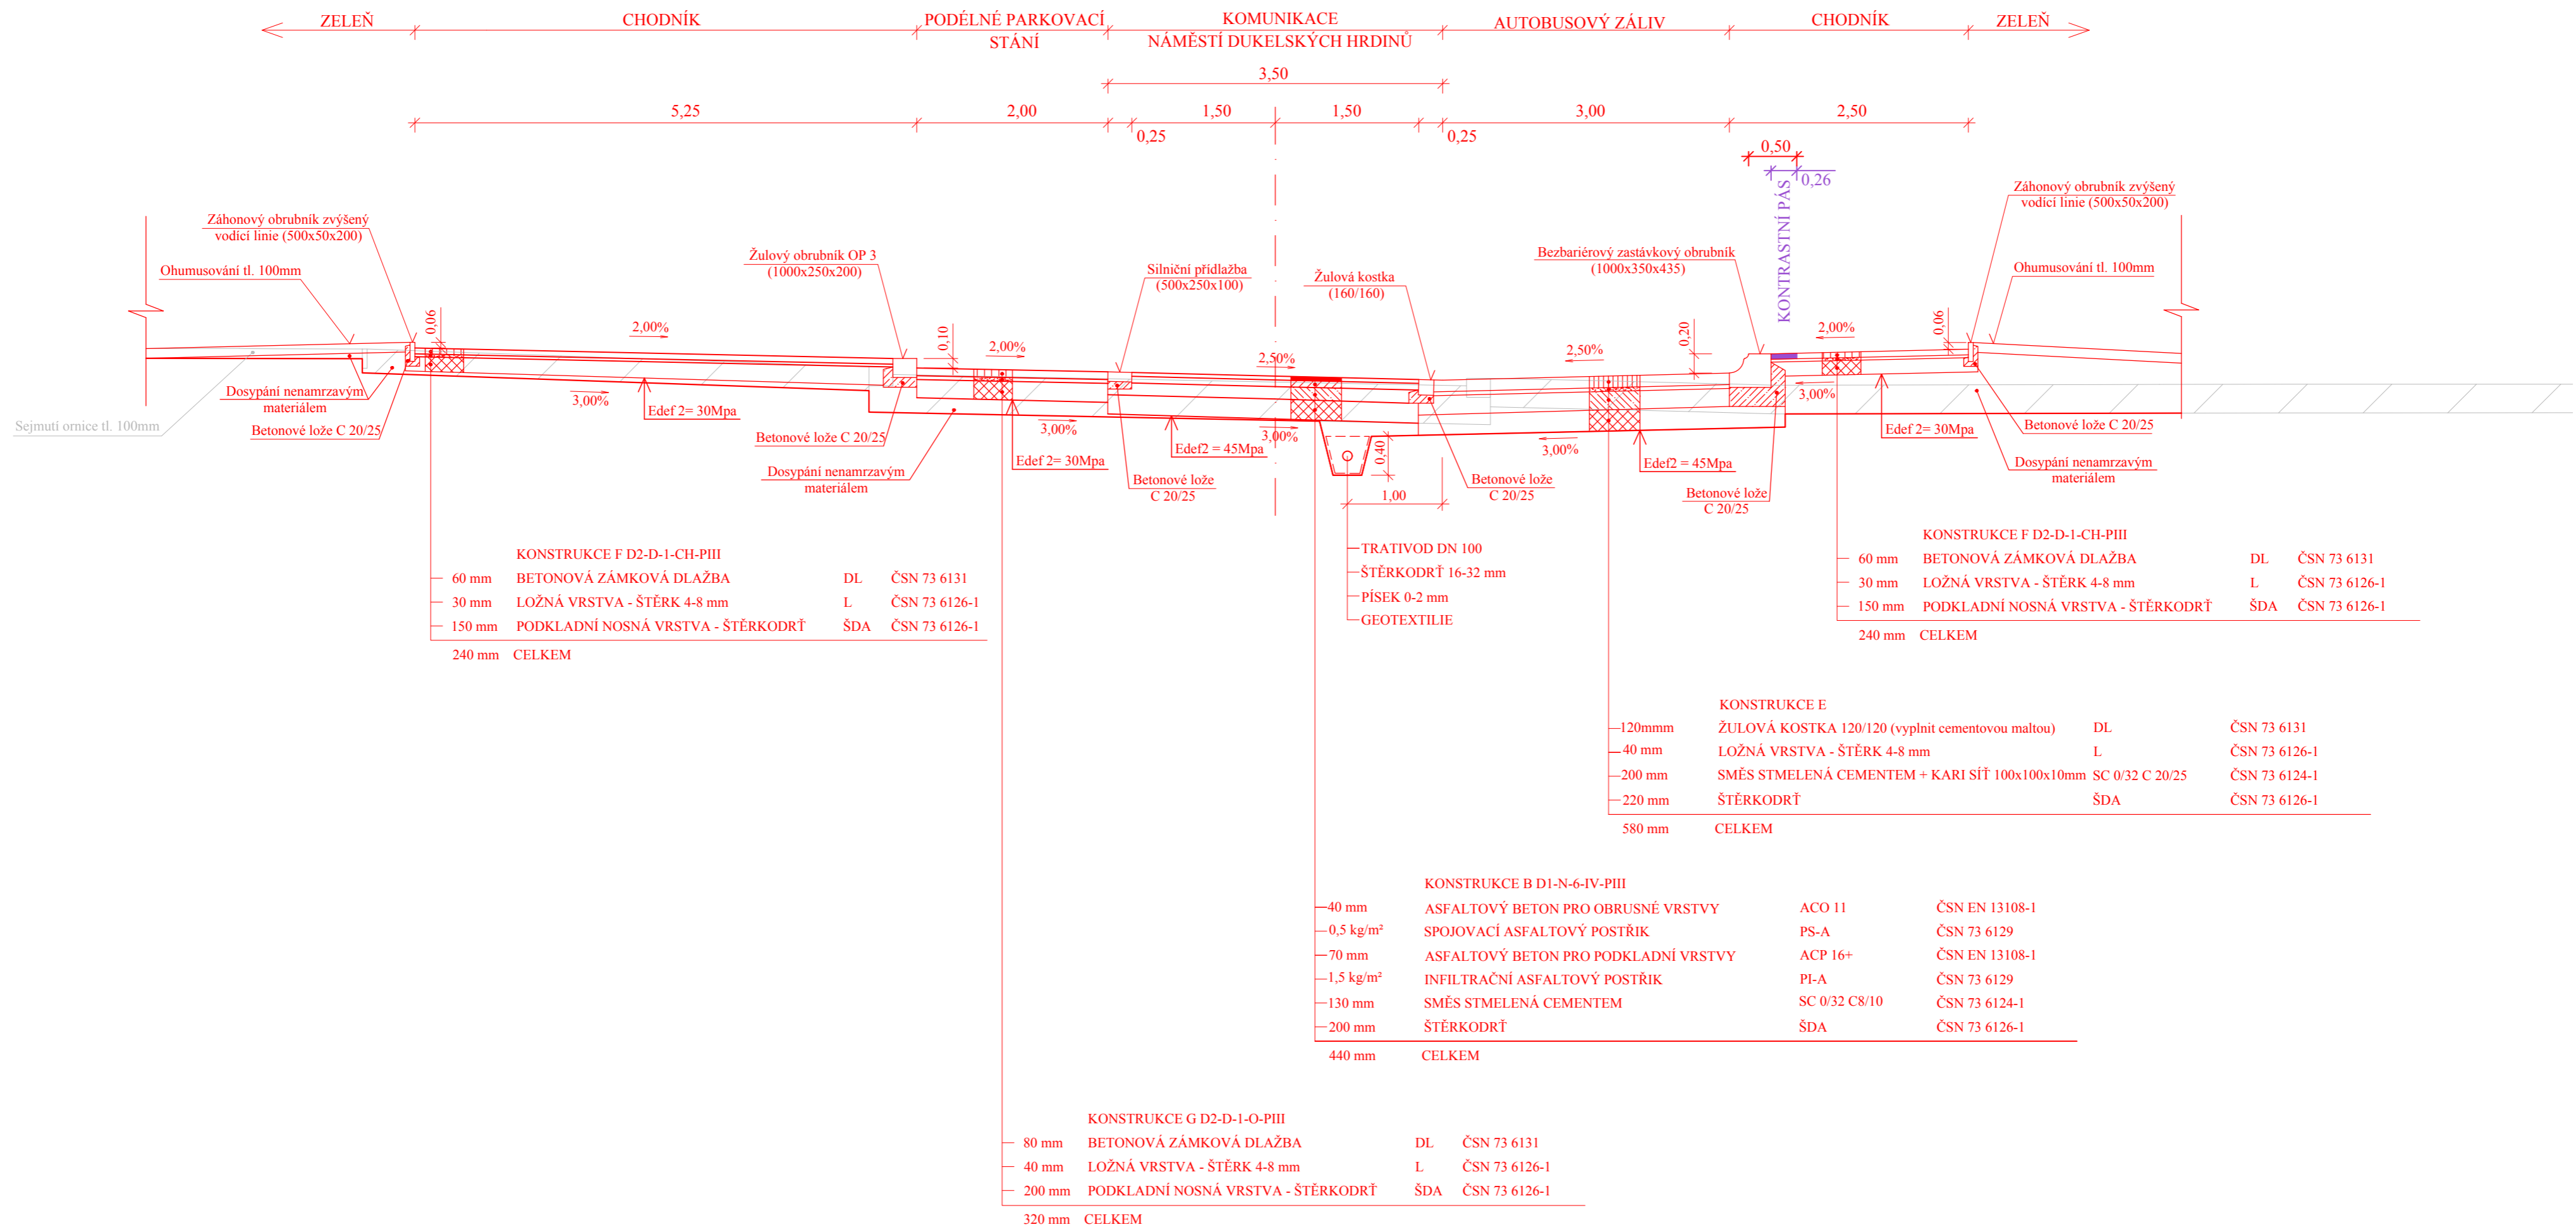 ZELEŇ
CHODNÍK
PODÉLNÉ PARKOVACÍ
STÁNÍ
KOMUNIKACE
NÁMĚSTÍ DUKELSKÝCH HRDINŮ
AUTOBUSOVÝ ZÁLIV
CHODNÍK
ZELEŇ
3,50
5,25
2,00
0,25
1,50
1,50
0,25
3,00
2,50
0,50
0,26
KONTRASTNÍ PÁS
Záhonový obrubník zvýšený
vodící linie (500x50x200)
Ohumusování tl. 100mm
Žulový obrubník OP 3
(1000x250x200)
Silniční přídlažba
(500x250x100)
Žulová kostka
(160/160)
Bezbariérový zastávkový obrubník
(1000x350x435)
Záhonový obrubník zvýšený
vodící linie (500x50x200)
Ohumusování tl. 100mm
0,06
2,00%
0,10
2,00%
2,50%
2,50%
0,20
2,00%
0,06
Sejmutí ornice tl. 100mm
Dosypání nenamrzavým
materiálem
Betonové lože C 20/25
3,00%
Edef 2= 30Mpa
Betonové lože C 20/25
Dosypání nenamrzavým
materiálem
Edef 2= 30Mpa
3,00%
Betonové lože
C 20/25
Edef2 = 45Mpa
3,00%
0,40
1,00
Betonové lože
C 20/25
3,00%
Edef2 = 45Mpa
Betonové lože
C 20/25
3,00%
Edef 2= 30Mpa
Betonové lože C 20/25
Dosypání nenamrzavým
materiálem
TRATIVOD DN 100
ŠTĚRKODRŤ 16-32 mm
PÍSEK 0-2 mm
GEOTEXTILIE
KONSTRUKCE F D2-D-1-CH-PIII
60 mm BETONOVÁ ZÁMKOVÁ DLAŽBA DL ČSN 73 6131
30 mm LOŽNÁ VRSTVA - ŠTĚRK 4-8 mm L ČSN 73 6126-1
150 mm PODKLADNÍ NOSNÁ VRSTVA - ŠTĚRKODRŤ ŠDA ČSN 73 6126-1
240 mm CELKEM
KONSTRUKCE F D2-D-1-CH-PIII
60 mm BETONOVÁ ZÁMKOVÁ DLAŽBA DL ČSN 73 6131
30 mm LOŽNÁ VRSTVA - ŠTĚRK 4-8 mm L ČSN 73 6126-1
150 mm PODKLADNÍ NOSNÁ VRSTVA - ŠTĚRKODRŤ ŠDA ČSN 73 6126-1
240 mm CELKEM
KONSTRUKCE E
120mmm ŽULOVÁ KOSTKA 120/120 (vyplnit cementovou maltou) DL ČSN 73 6131
40 mm LOŽNÁ VRSTVA - ŠTĚRK 4-8 mm L ČSN 73 6126-1
200 mm SMĚS STMELENÁ CEMENTEM + KARI SÍŤ 100x100x10mm SC 0/32 C 20/25 ČSN 73 6124-1
220 mm ŠTĚRKODRŤ ŠDA ČSN 73 6126-1
580 mm CELKEM
KONSTRUKCE B D1-N-6-IV-PIII
40 mm ASFALTOVÝ BETON PRO OBRUSNÉ VRSTVY ACO 11 ČSN EN 13108-1
0,5 kg/m² SPOJOVACÍ ASFALTOVÝ POSTŘIK PS-A ČSN 73 6129
70 mm ASFALTOVÝ BETON PRO PODKLADNÍ VRSTVY ACP 16+ ČSN EN 13108-1
1,5 kg/m² INFILTRAČNÍ ASFALTOVÝ POSTŘIK PI-A ČSN 73 6129
130 mm SMĚS STMELENÁ CEMENTEM SC 0/32 C8/10 ČSN 73 6124-1
200 mm ŠTĚRKODRŤ ŠDA ČSN 73 6126-1
440 mm CELKEM
KONSTRUKCE G D2-D-1-O-PIII
80 mm BETONOVÁ ZÁMKOVÁ DLAŽBA DL ČSN 73 6131
40 mm LOŽNÁ VRSTVA - ŠTĚRK 4-8 mm L ČSN 73 6126-1
200 mm PODKLADNÍ NOSNÁ VRSTVA - ŠTĚRKODRŤ ŠDA ČSN 73 6126-1
320 mm CELKEM